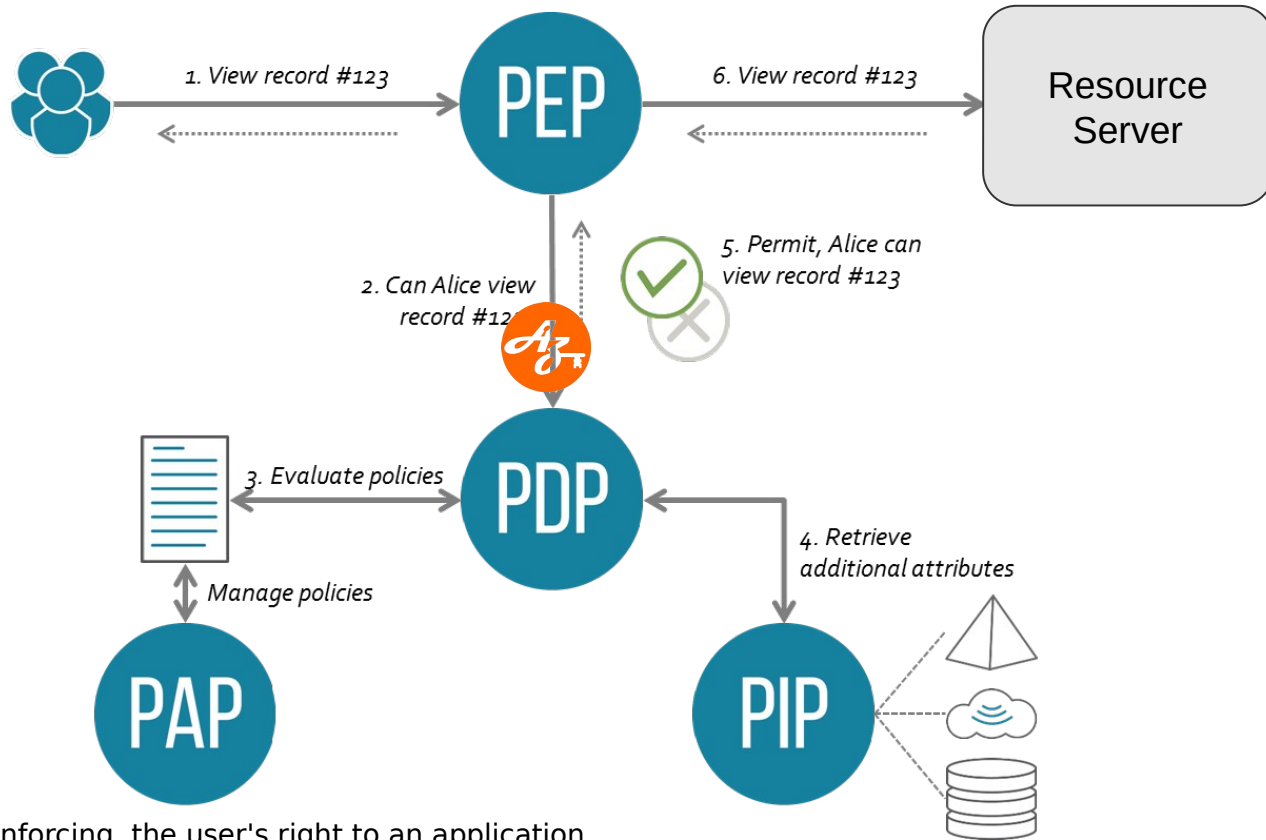 1. View record #123
PEP
6. View record #123
Resource
Server
2. Can Alice view
record #12
5. Permit, Alice can
view record #123
Az
3. Evaluate policies
PDP
4. Retrieve
additional attributes
Manage policies
PAP
PIP
the user's right to an application